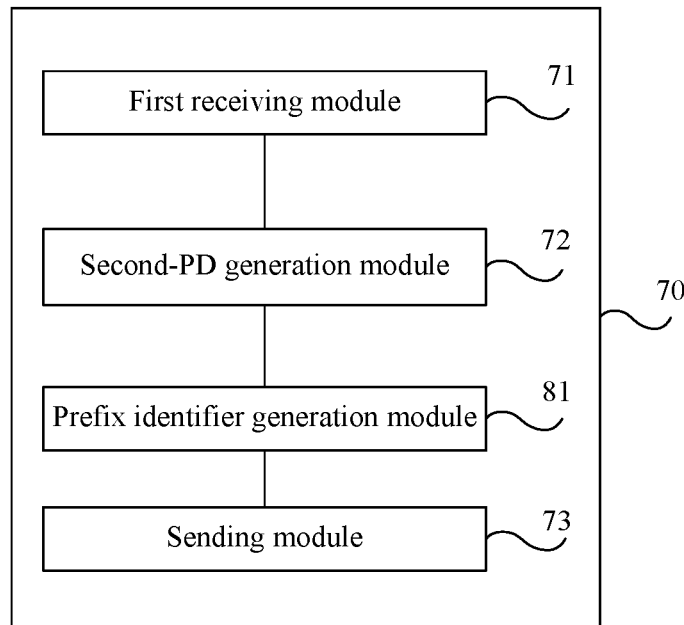 71
First receiving module
72
Second-PD generation module
70
81
Prefix identifier generation module
73
Sending module